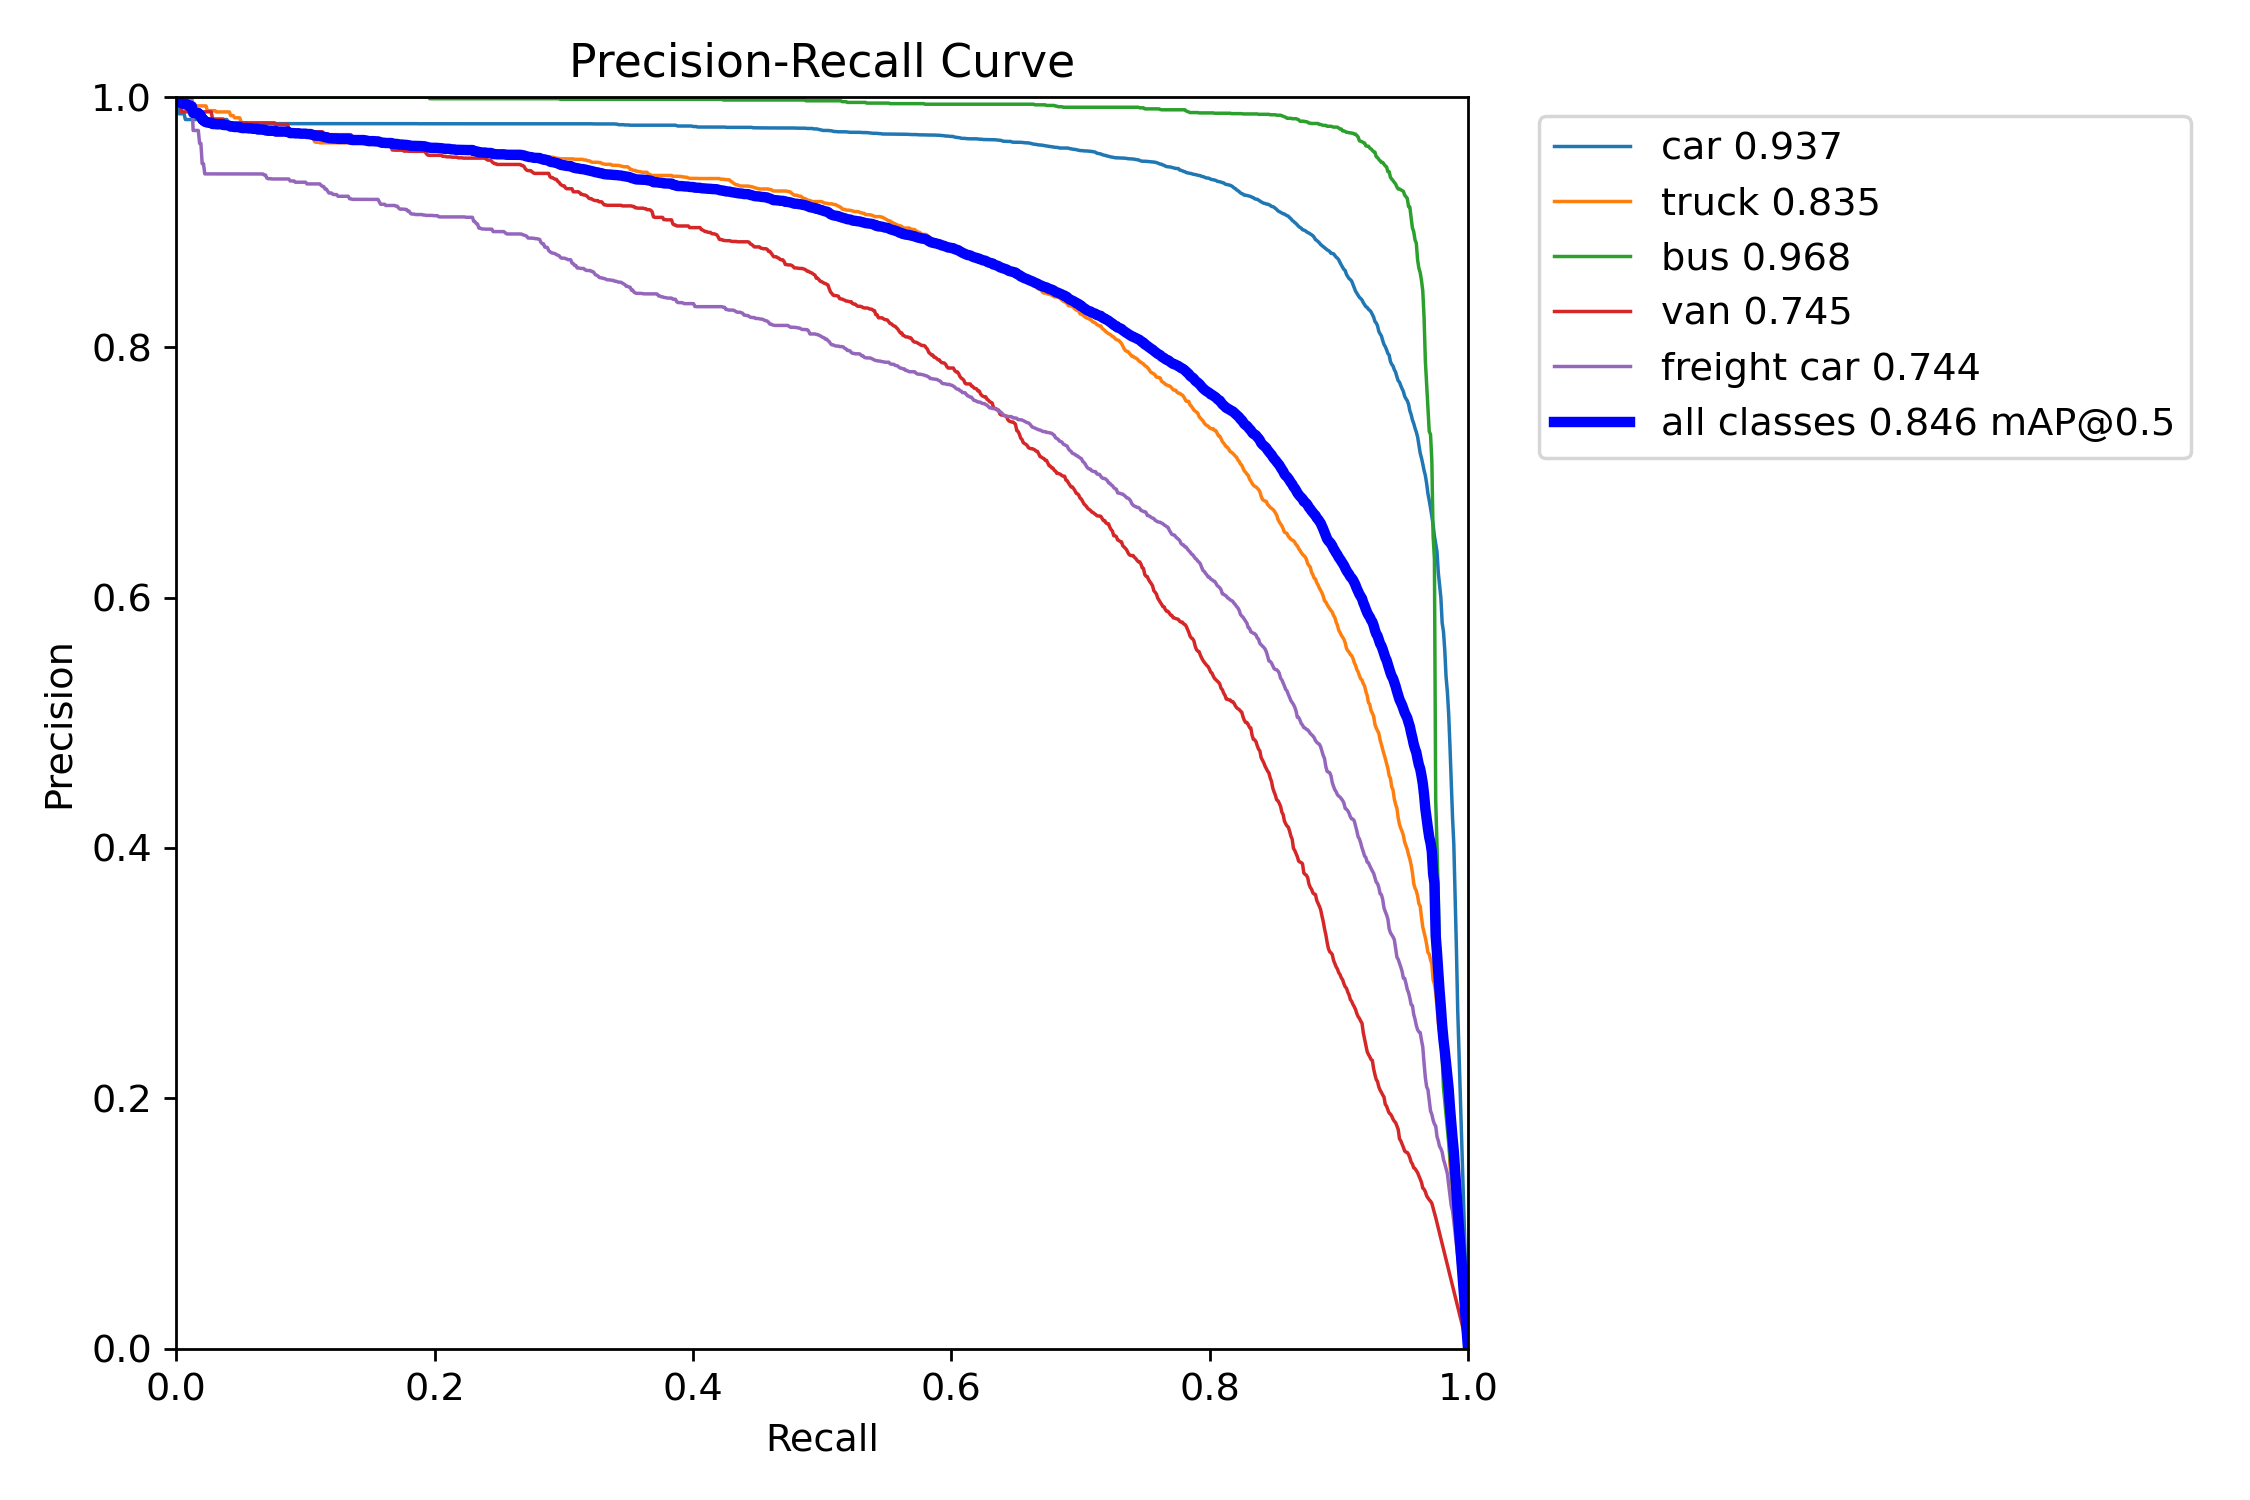 Precision-Recall Curve
1.0
0.8
0.6
0.4
0.2
0.0
Precision
0.0 0.2 0.4 0.6 0.8 1.0
Recall
car 0.937
truck 0.835
bus 0.968
van 0.745
freight car 0.744
all classes 0.846 mAP@0.5